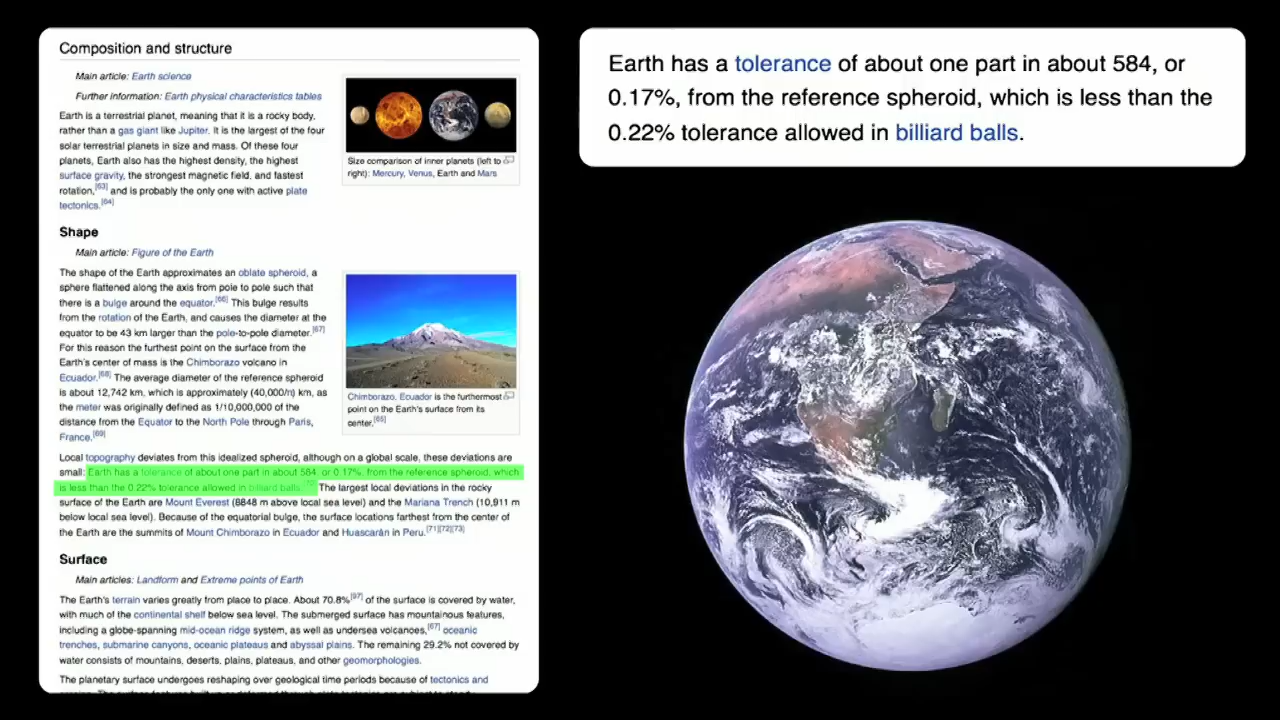 Composition and structure
Main article: Earth science
Further information: Earth physical characteristics tables
Earth is a terrestrial planet, meaning that it is a rocky body,
rather than a gas giant like Jupiter. It is the largest of the four
solar terrestrial planets in size and mass. Of these four
planets, Earth also has the highest density, the highest
surface gravity, the strongest magnetic field, and fastest
rotation,[63] and is probably the only one with active plate
tectonics.[64]
Size comparison of inner planets (left to
right): Mercury, Venus, Earth and Mars
Shape
Main article: Figure of the Earth
The shape of the Earth approximates an oblate spheroid, a
sphere flattened along the axis from pole to pole such that
there is a bulge around the equator.[66] This bulge results
from the rotation of the Earth, and causes the diameter at the
equator to be 43 km larger than the pole-to-pole diameter.[67]
For this reason the furthest point on the surface from the
Earth's center of mass is the Chimborazo volcano in
Ecuador.[68] The average diameter of the reference spheroid
is about 12,742 km, which is approximately (40,000/π) km, as
the meter was originally defined as 1/10,000,000 of the
distance from the Equator to the North Pole through Paris,
France.[69]
Chimborazo, Ecuador is the furthermost
point on the Earth's surface from its
center.[65]
Local topography deviates from this idealized spheroid, although on a global scale, these deviations are
small: Earth has a tolerance of about one part in about 584, or 0.17%, from the reference spheroid, which
is less than the 0.22% tolerance allowed in billiard balls. The largest local deviations in the rocky
surface of the Earth are Mount Everest (8848 m above local sea level) and the Mariana Trench (10,911 m
below local sea level). Because of the equatorial bulge, the surface locations farthest from the center of
the Earth are the summits of Mount Chimborazo in Ecuador and Huascarán in Peru.[71][72][73]
Surface
Main articles: Landform and Extreme points of Earth
The Earth's terrain varies greatly from place to place. About 70.8%[97] of the surface is covered by water,
with much of the continental shelf below sea level. The submerged surface has mountainous features,
including a globe-spanning mid-ocean ridge system, as well as undersea volcanoes,[67] oceanic
trenches, submarine canyons, oceanic plateaus and abyssal plains. The remaining 29.2% not covered by
water consists of mountains, deserts, plains, plateaus, and other geomorphologies.
The planetary surface undergoes reshaping over geological time periods because of tectonics and
Earth has a tolerance of about one part in about 584, or
0.17%, from the reference spheroid, which is less than the
0.22% tolerance allowed in billiard balls.